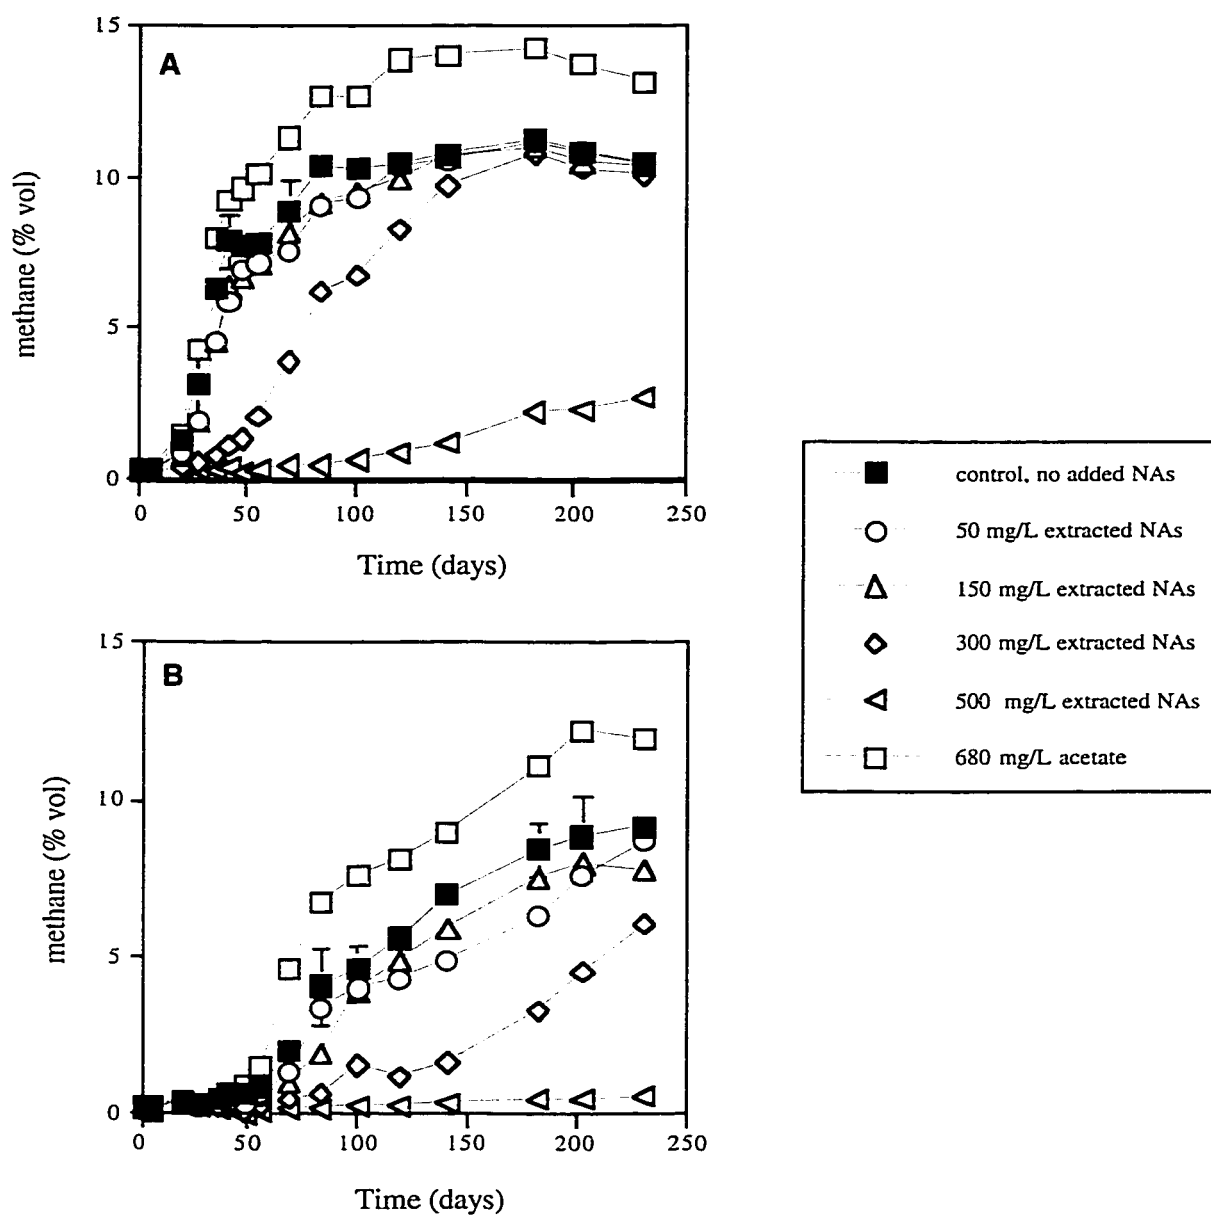 15
A
10
5
0
methane (% vol)
0 50 100 150 200 250
Time (days)
control, no added NAs
50 mg/L extracted NAs
150 mg/L extracted NAs
300 mg/L extracted NAs
500 mg/L extracted NAs
680 mg/L acetate
15
B
10
5
0
methane (% vol)
0 50 100 150 200 250
Time (days)